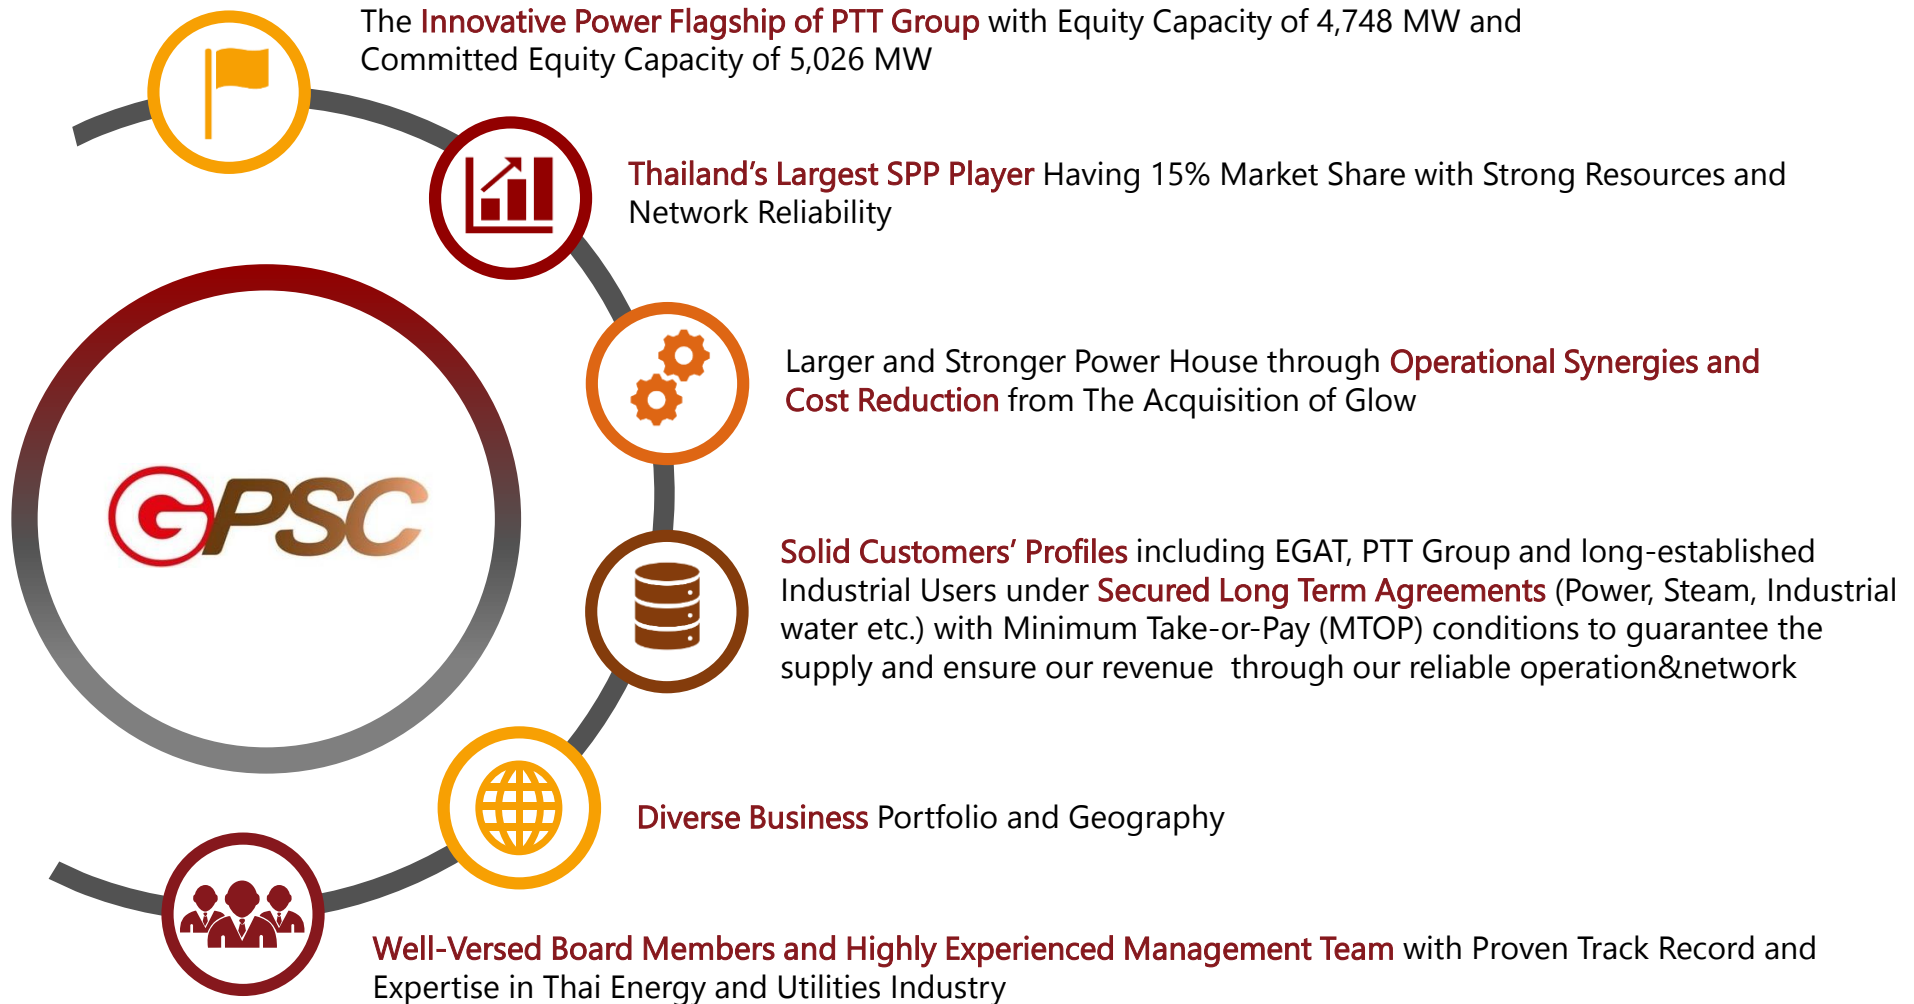 The Innovative Power Flagship of PTT Group with Equity Capacity of 4,748 MW and
Committed Equity Capacity of 5,026 MW
Thailand's Largest SPP Player Having 15% Market Share with Strong Resources and
Network Reliability
Larger and Stronger Power House through Operational Synergies and
Cost Reduction from The Acquisition of Glow
GPSC
Solid Customers' Profiles including EGAT, PTT Group and long-established
Industrial Users under Secured Long Term Agreements (Power, Steam, Industrial
water etc.) with Minimum Take-or-Pay (MTOP) conditions to guarantee the
supply and ensure our revenue  through our reliable operation&network
Diverse Business Portfolio and Geography
Well-Versed Board Members and Highly Experienced Management Team with Proven Track Record and
Expertise in Thai Energy and Utilities Industry